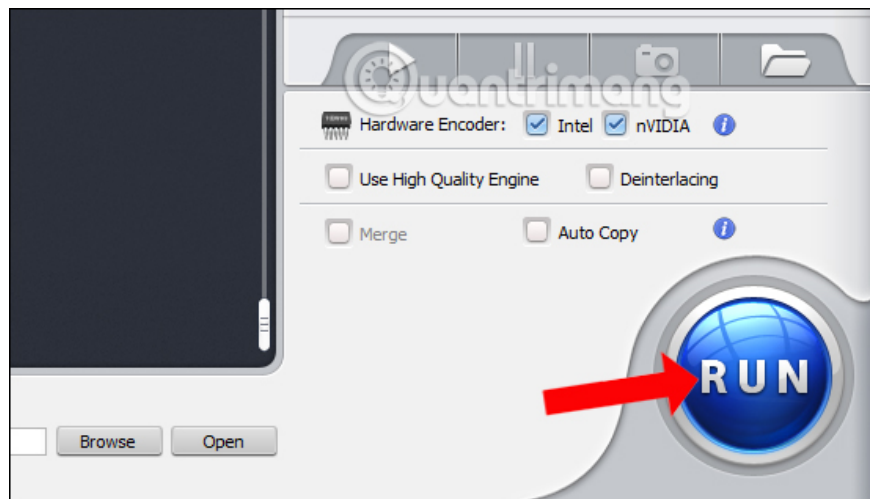 Quantrimang
Hardware Encoder: Intel nVIDIA
Use High Quality Engine Deinterlacing
Merge Auto Copy
RUN
Browse Open